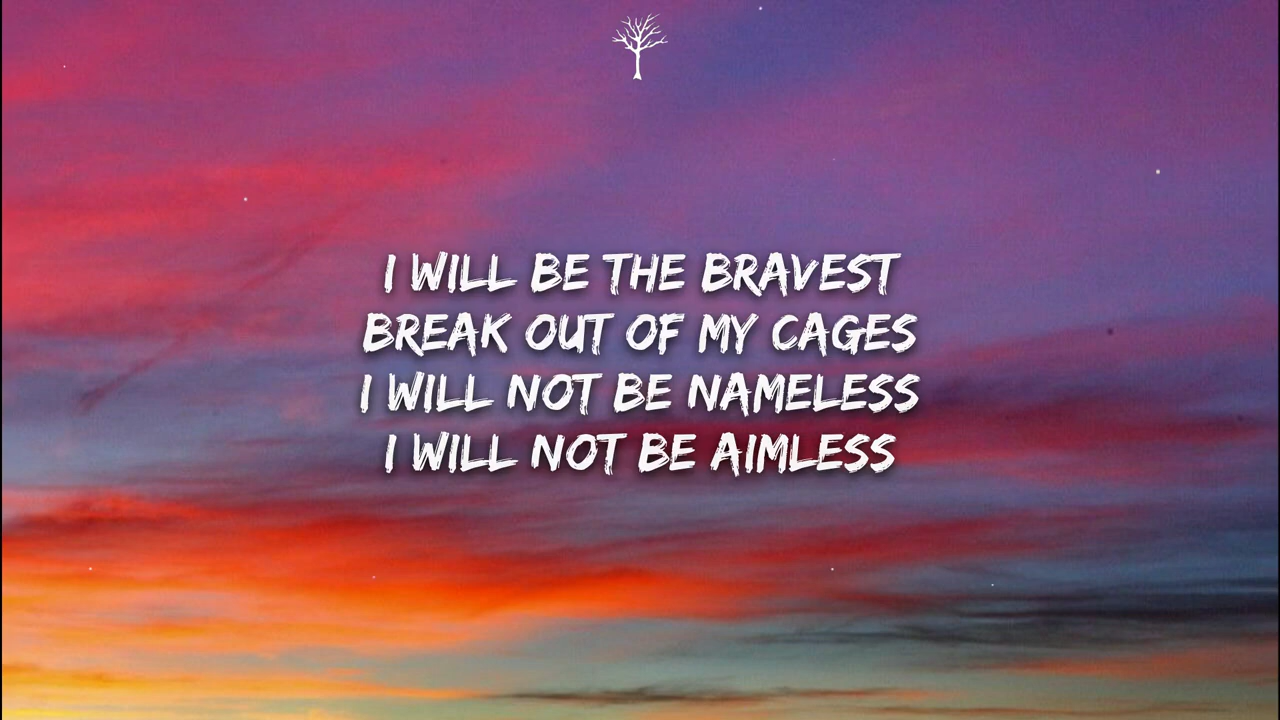 I WILL BE THE BRAVEST
BREAK OUT OF MY CAGES
I WILL NOT BE NAMELESS
I WILL NOT BE AIMLESS